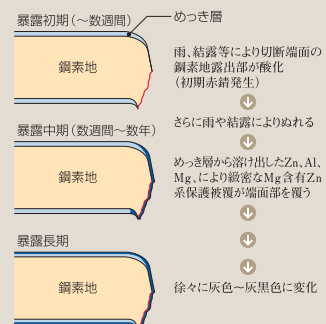 暴露初期（～数週間）
めっき層
鋼素地
雨、結露等により切断端面の
鋼素地露出部が酸化
（初期赤錆発生）
さらに雨や結露によりぬれる
暴露中期（数週間～数年）
鋼素地
めっき層から溶け出したZn、Al、
Mg、により緻密なMg含有Zn
系保護被覆が端面部を覆う
暴露長期
鋼素地
徐々に灰色～灰黒色に変化